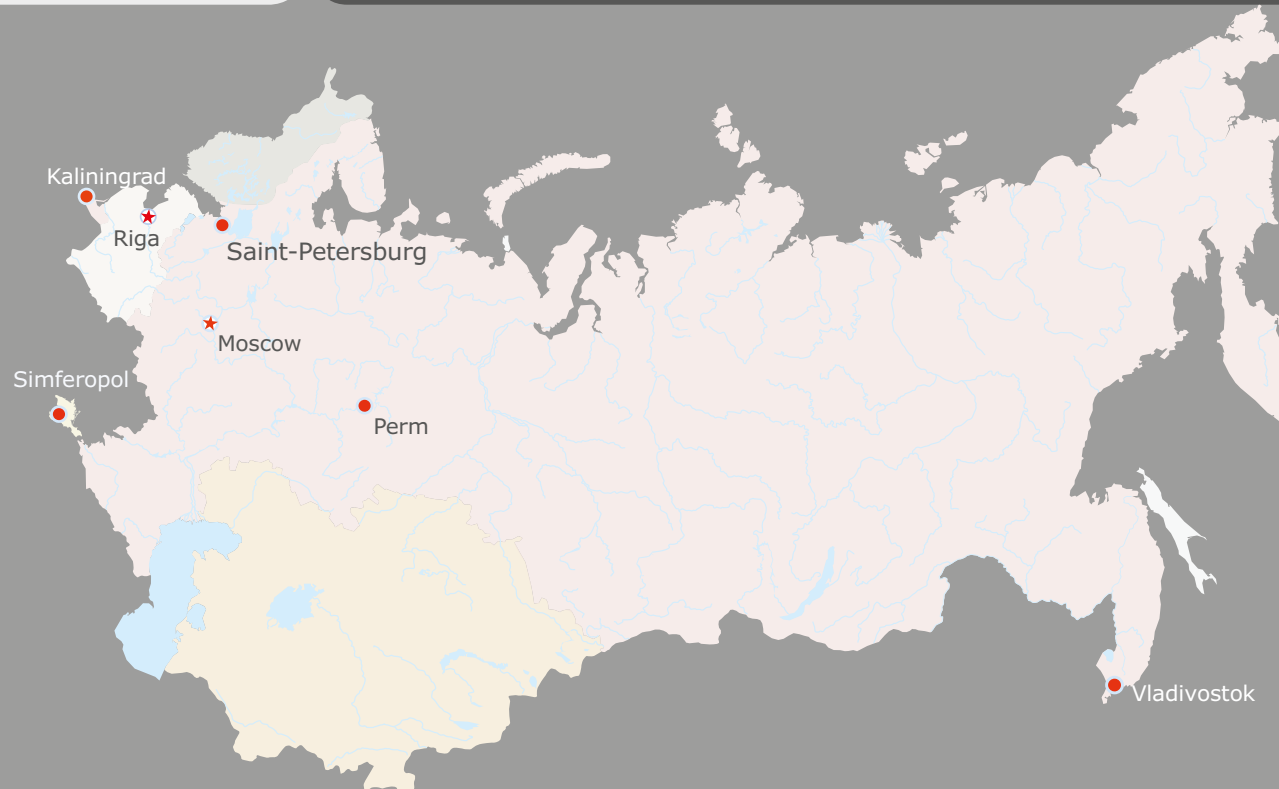 Kaliningrad
Riga
Saint-Petersburg
Moscow
Simferopol
Perm
Vladivostok